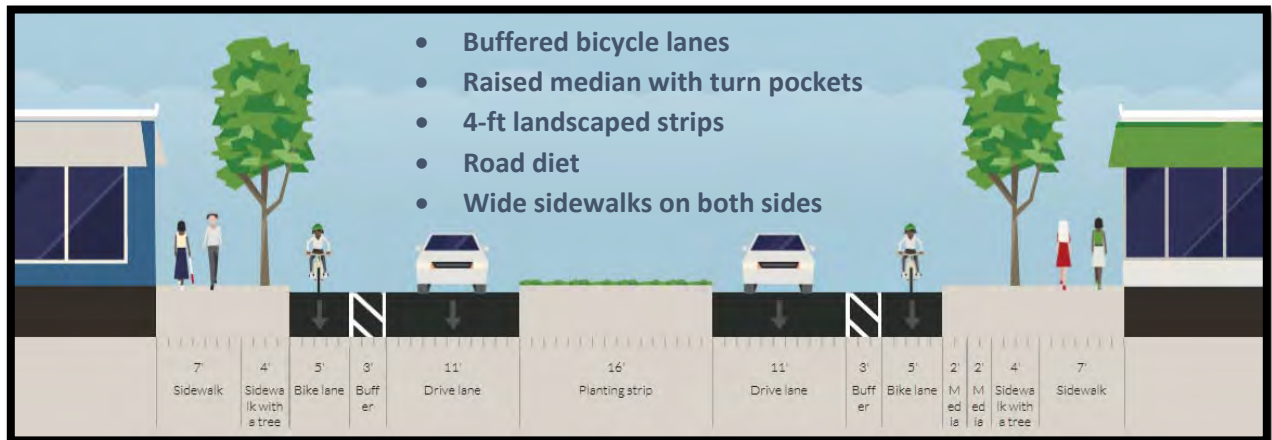 • Buffered bicycle lanes
• Raised median with turn pockets
• 4-ft landscaped strips
• Road diet
• Wide sidewalks on both sides
7' 4' 5' 3' 11' 16' 11' 3' 5' 2' 2' 4' 7'
Sidewalk Sidewa Bike lane Buff Drive lane Planting strip Drive lane Buff Bike lane M M Sidewa Sidewalk
lk with er er ed ed lk with
a tree ia ia a tree